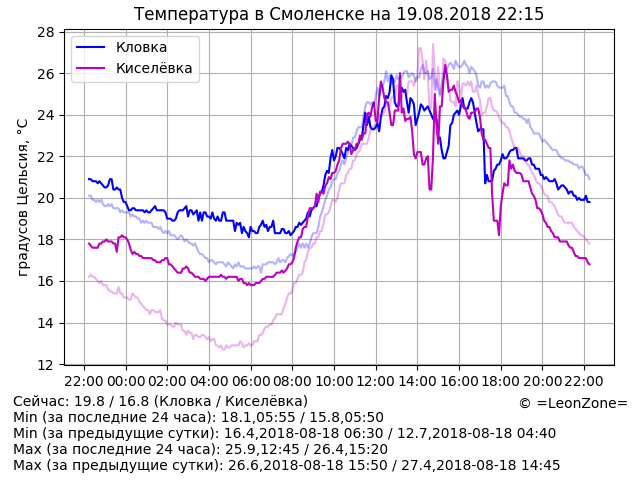 Температура в Смоленске на 19.08.2018 22:15
Кловка
Киселёвка
градусов Цельсия, °C
28
26
24
22
20
18
16
14
12
22:00 00:00 02:00 04:00 06:00 08:00 10:00 12:00 14:00 16:00 18:00 20:00 22:00
Сейчас: 19.8 / 16.8 (Кловка / Киселёвка)
© =LeonZone=
Min (за последние 24 часа): 18.1,05:55 / 15.8,05:50
Min (за предыдущие сутки): 16.4,2018-08-18 06:30 / 12.7,2018-08-18 04:40
Max (за последние 24 часа): 25.9,12:45 / 26.4,15:20
Max (за предыдущие сутки): 26.6,2018-08-18 15:50 / 27.4,2018-08-18 14:45